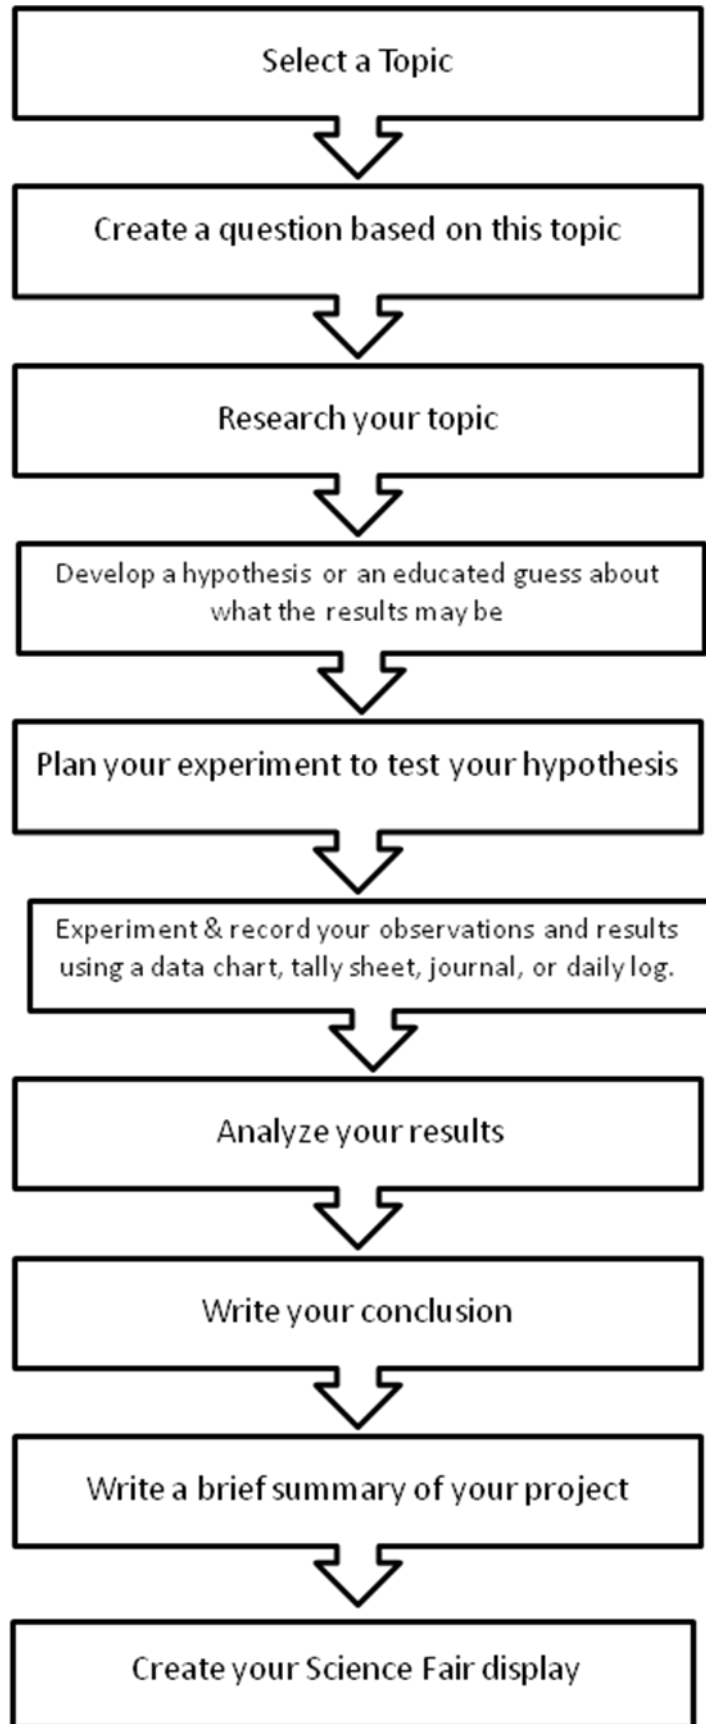 Select a Topic
Create a question based on this topic
Research your topic
Develop a hypothesis or an educated guess about
what the results may be
Plan your experiment to test your hypothesis
Experiment & record your observations and results
using a data chart, tally sheet, journal, or daily log.
Analyze your results
Write your conclusion
Write a brief summary of your project
Create your Science Fair display